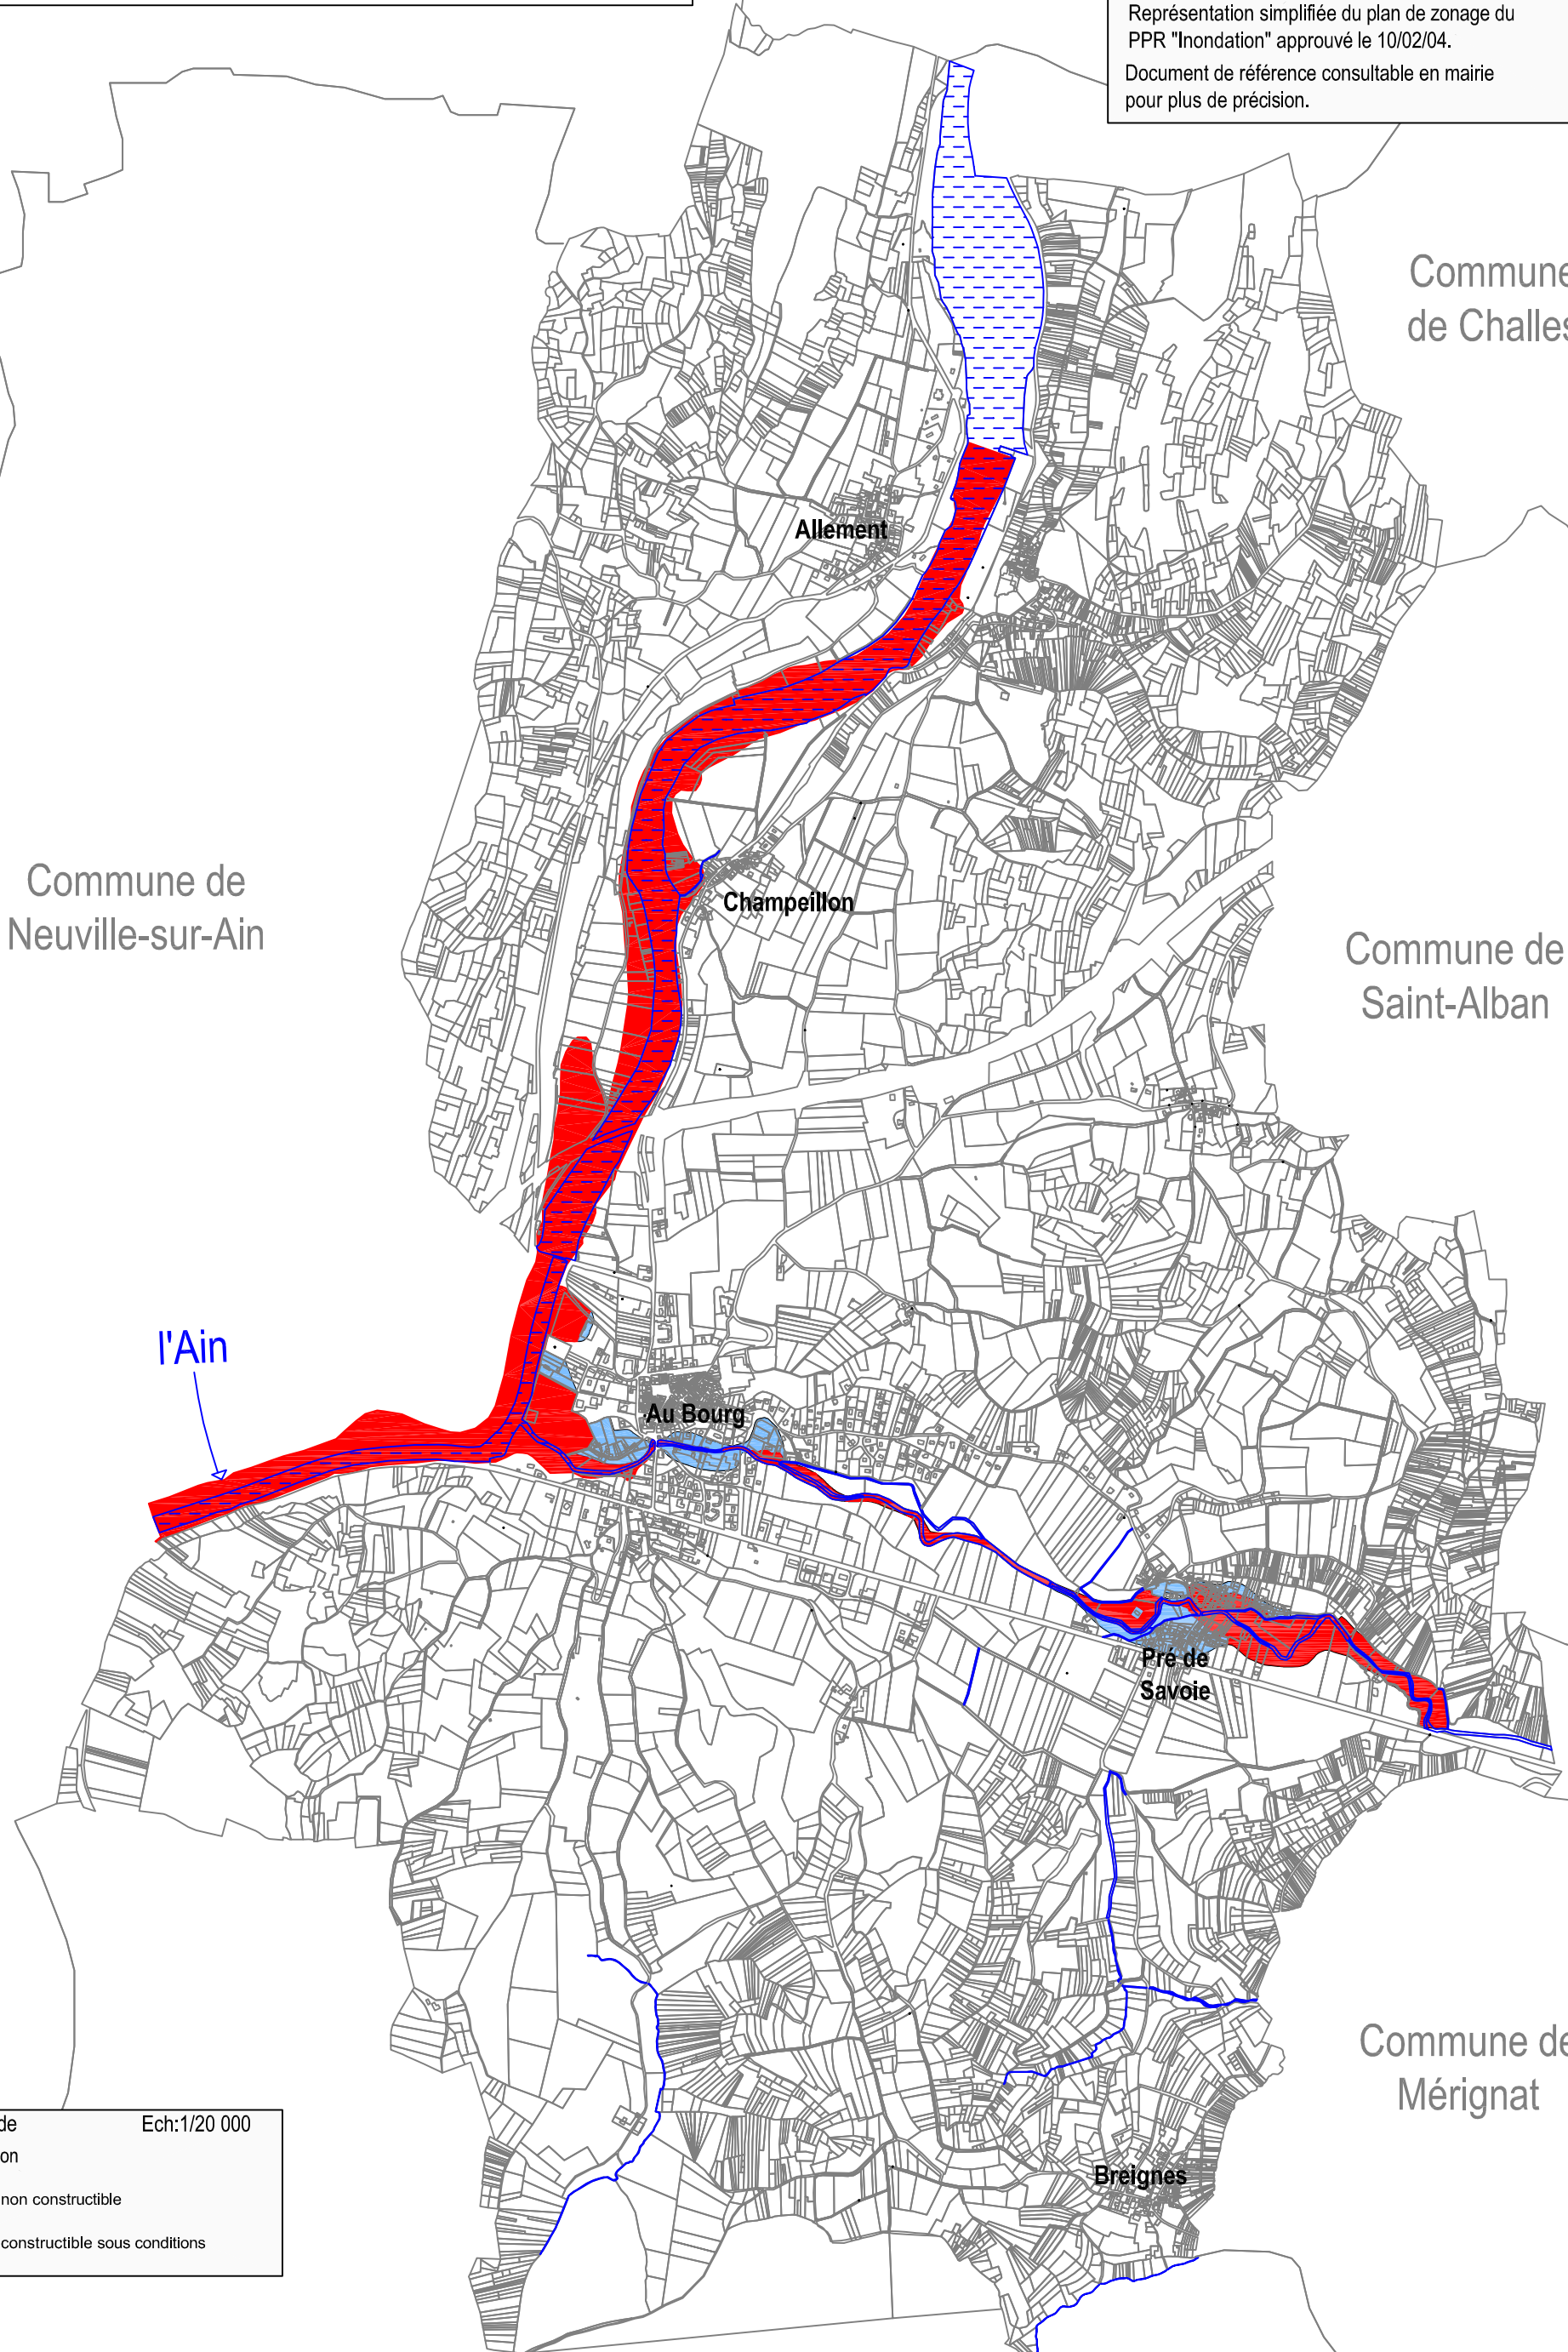 Représentation simplifiée du plan de zonage du
PPR "Inondation" approuvé le 10/02/04.
Document de référence consultable en mairie
pour plus de précision.
Commune
de Challes
Allement
Commune de
Neuville-sur-Ain
Champeillon
Commune de
Saint-Alban
l'Ain
Au Bourg
Pré de
Savoie
Commune de
Mérignat
Breignes
de Ech:1/20 000
on
non constructible
constructible sous conditions